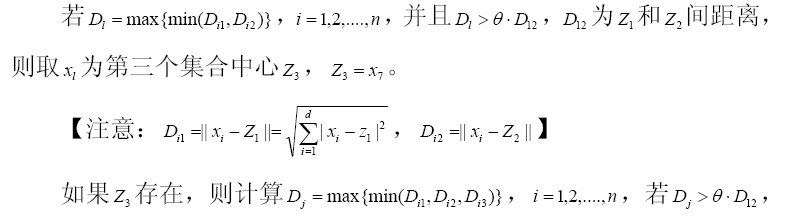 若 $D_l = \max\{\min(D_{i1}, D_{i2})\}$，$i = 1,2,....,n$，并且 $D_l > \theta \cdot D_{12}$，$D_{12}$ 为 $Z_1$ 和 $Z_2$ 间距离，
则取 $x_l$ 为第三个集合中心 $Z_3$，$Z_3 = x_7$。
【注意：$D_{i1} = \| x_i - Z_1 \| = \sqrt{\sum_{i=1}^{d} | x_i - z_1 |^2}$，$D_{i2} = \| x_i - Z_2 \|$】
如果 $Z_3$ 存在，则计算 $D_j = \max\{\min(D_{i1}, D_{i2}, D_{i3})\}$，$i = 1,2,....,n$，若 $D_j > \theta \cdot D_{12}$，